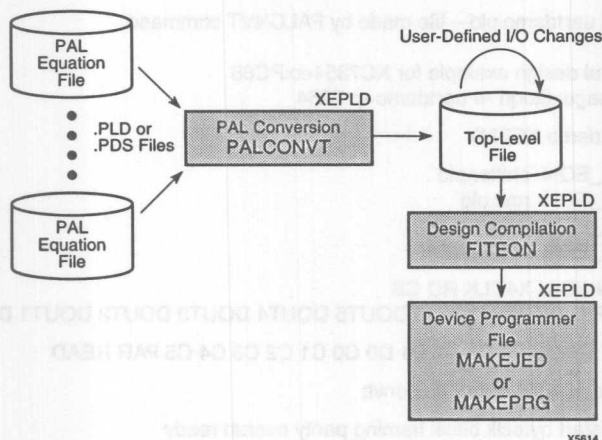 User-Defined I/O Changes
PAL
Equation
File
.PLD or
.PDS Files
PAL
Equation
File
XEPLD
PAL Conversion
PALCONVT
Top-Level
File
XEPLD
Design Compilation
FITEQN
XEPLD
Device Programmer
File
MAKEJED
or
MAKEPRG
X5614